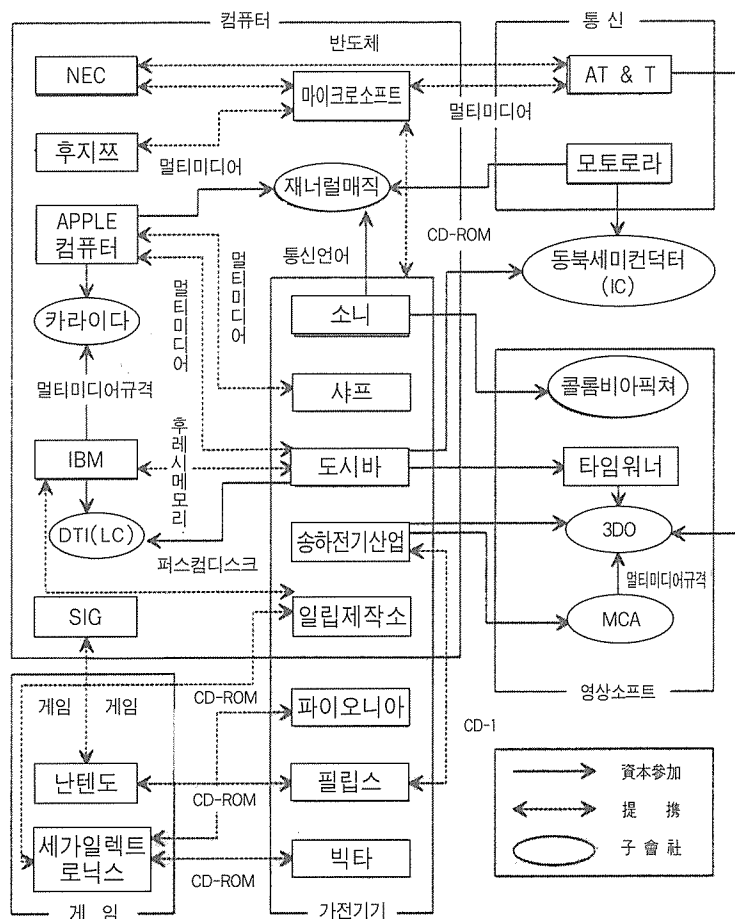 컴퓨터
통 신
반도체
NEC
AT & T
마이크로소프트
멀티미디어
후지쯔
멀티미디어
모토로라
재너럴매직
APPLE
컴퓨터
CD-ROM
통신언어
동북세미컨덕터
(IC)
멀티미디어
멀티미디어
카라이다
소니
멀티미디어규격
샤프
콜롬비아픽쳐
후레시메모리
IBM
도시바
타임워너
DTI(LC)
송하전기산업
3DO
퍼스컴디스크
멀티미디어규격
SIG
일립제작소
MCA
영상소프트
게임
게임
CD-ROM
파이오니아
CD-1
난텐도
필립스
CD-ROM
세가일렉트
로닉스
빅타
CD-ROM
게 임
가전기기
資本參加
提 携
子會社